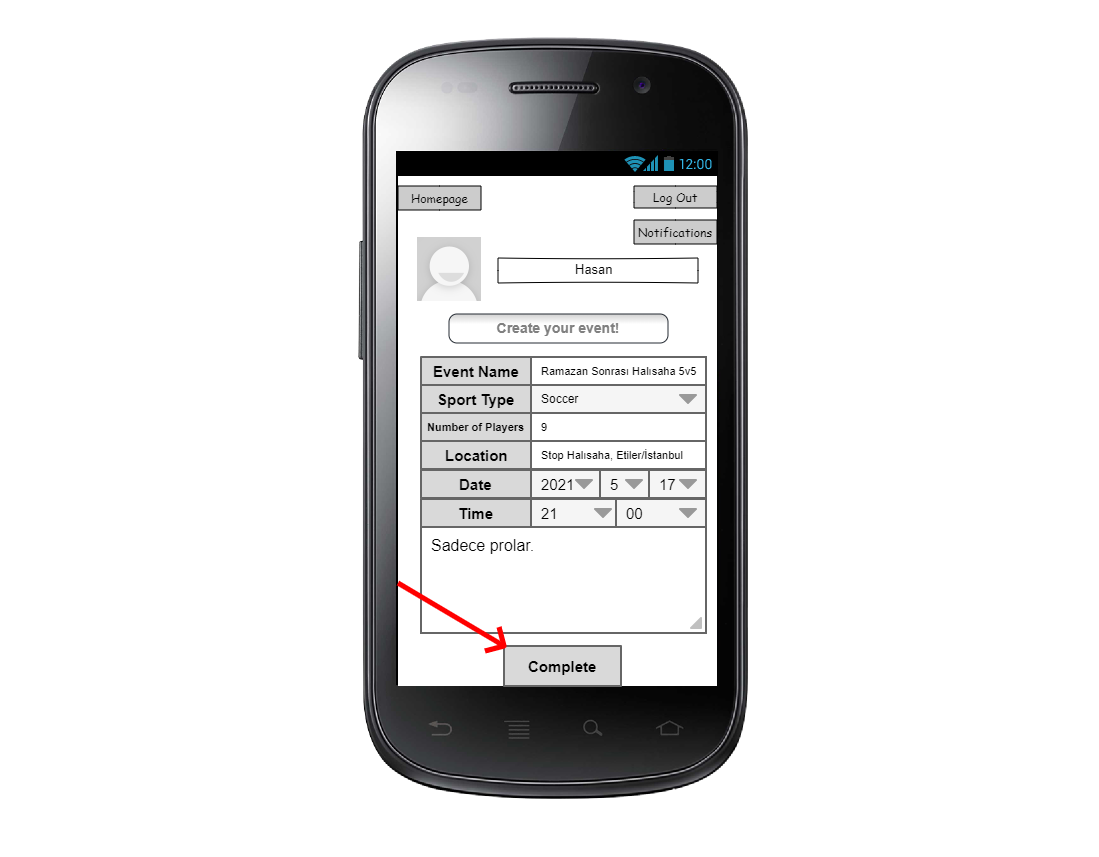 12:00
Homepage
Log Out
Notifications
Hasan
Create your event!
Event Name Ramazan Sonrası Halısaha 5v5
Sport Type Soccer
Number of Players 9
Location Stop Halısaha, Etiler/İstanbul
Date 2021 5 17
Time 21 00
Sadece prolar.
Complete